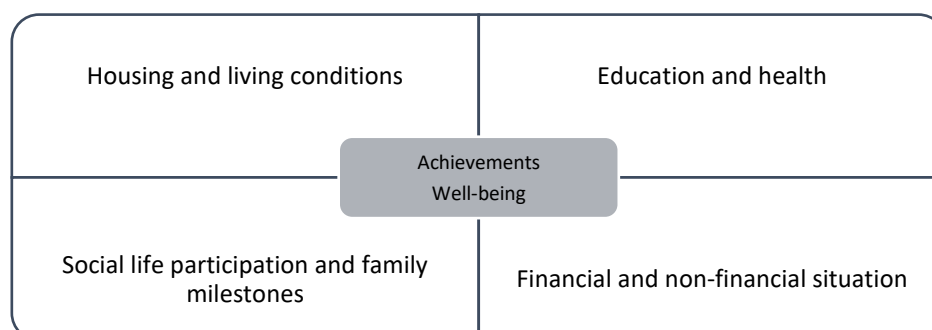 Housing and living conditions
Education and health
Achievements
Well-being
Social life participation and family
milestones
Financial and non-financial situation